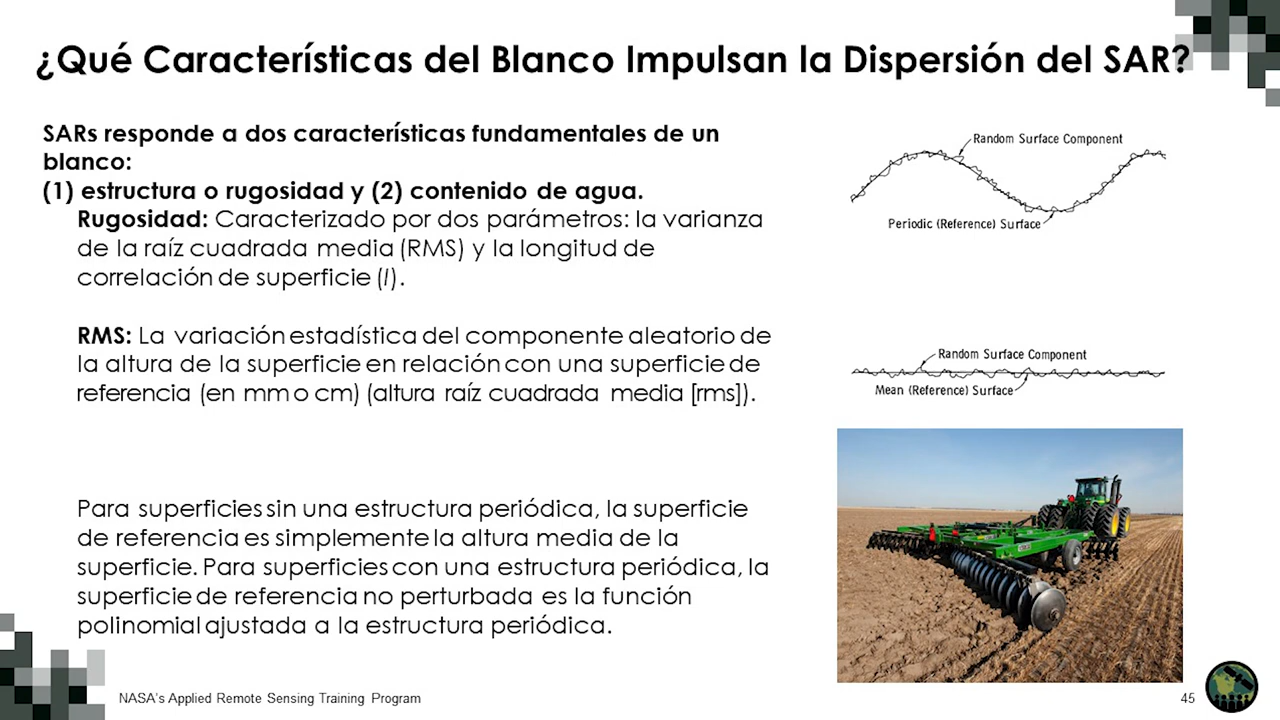 ¿Qué Características del Blanco Impulsan la Dispersión del SAR?
SARs responde a dos características fundamentales de un
blanco:
(1) estructura o rugosidad y (2) contenido de agua.
Rugosidad: Caracterizado por dos parámetros: la varianza
de la raíz cuadrada media (RMS) y la longitud de
correlación de superficie (l).
RMS: La variación estadística del componente aleatorio de
la altura de la superficie en relación con una superficie de
referencia (en mm o cm) (altura raíz cuadrada media [rms]).
Para superficies sin una estructura periódica, la superficie
de referencia es simplemente la altura media de la
superficie. Para superficies con una estructura periódica, la
superficie de referencia no perturbada es la función
polinomial ajustada a la estructura periódica.
Random Surface Component
Periodic (Reference) Surface
Random Surface Component
Mean (Reference) Surface
NASA's Applied Remote Sensing Training Program
45